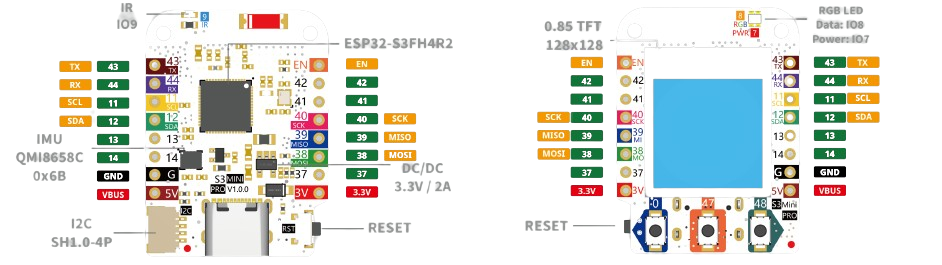 IR
IO9
9
IR
ESP32-S3FH4R2
TX 43
RX 44
SCL 11
SDA 12
13
14
GND
VBUS
43
TX
44
RX
11
SCL
12
SDA
13
14
G
5V
EN
42
41
40
SCK
39
MISO
38
MOSI
37
3V
EN
42
41
40 SCK
39 MISO
38 MOSI
37
3.3V
IMU
QMI8658C
0x6B
DC/DC
3.3V / 2A
S3 MINI
PRO V1.0.0
I2C
I2C
SH1.0-4P
RST
RESET
0.85 TFT
128x128
8
RGB
PWR 7
RGB LED
Data: IO8
Power: IO7
EN
42
41
SCK 40
MISO 39
MOSI 38
37
3.3V
EN
42
41
40
SCK
39
MI
38
MO
37
3V
43
TX
44
RX
11
SCL
12
SDA
13
14
G
5V
43 TX
44 RX
11 SCL
12 SDA
13
14
GND
VBUS
RESET
0
47
48
S3 Mini
PRO